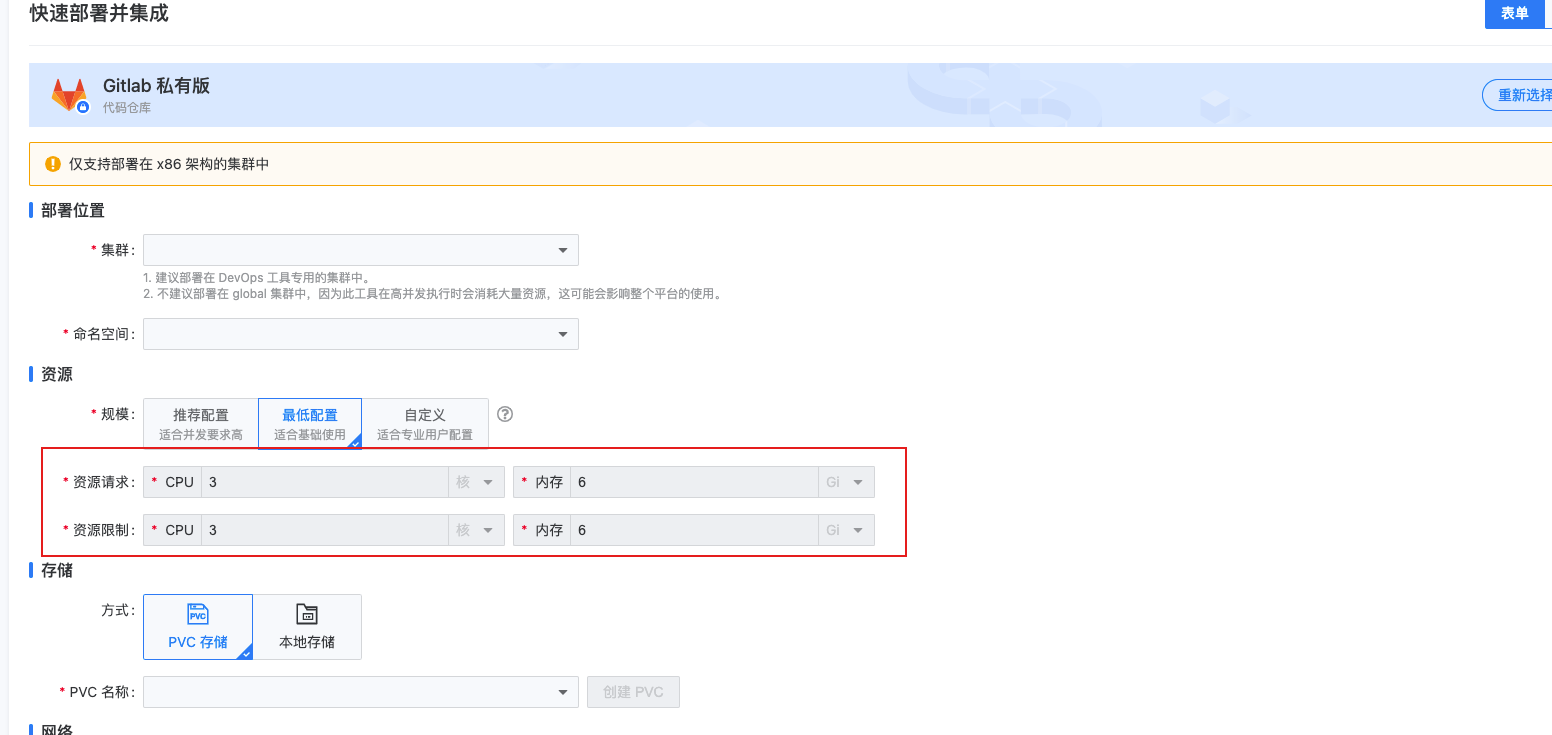 快速部署并集成
表单
Gitlab 私有版
代码仓库
重新选择
仅支持部署在 x86 架构的集群中
部署位置
* 集群：
1. 建议部署在 DevOps 工具专用的集群中。
2. 不建议部署在 global 集群中，因为此工具在高并发执行时会消耗大量资源，这可能会影响整个平台的使用。
* 命名空间：
资源
* 规模： 推荐配置 最低配置 自定义
适合并发要求高 适合基础使用 适合专业用户配置
* 资源请求： * CPU 3 核 * 内存 6 Gi
* 资源限制： * CPU 3 核 * 内存 6 Gi
存储
方式： PVC
PVC 存储 本地存储
* PVC 名称： 创建 PVC
网络